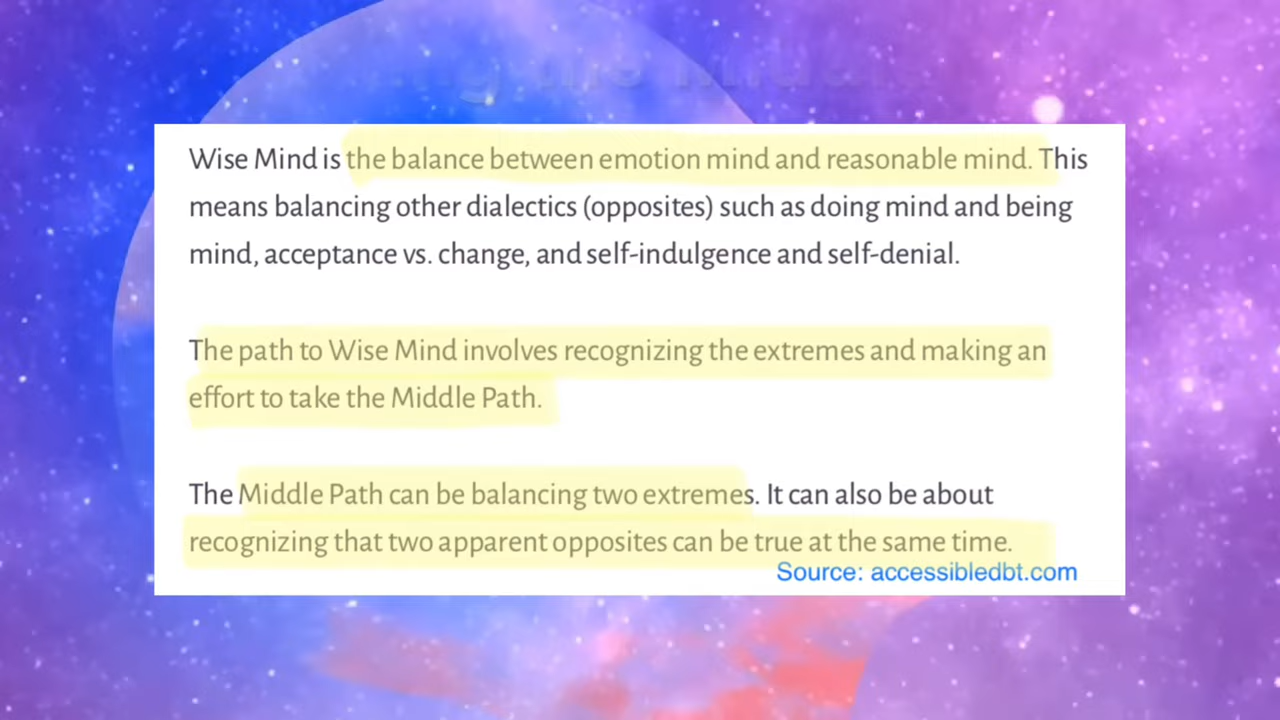 Wise Mind is the balance between emotion mind and reasonable mind. This
means balancing other dialectics (opposites) such as doing mind and being
mind, acceptance vs. change, and self-indulgence and self-denial.
The path to Wise Mind involves recognizing the extremes and making an
effort to take the Middle Path.
The Middle Path can be balancing two extremes. It can also be about
recognizing that two apparent opposites can be true at the same time.
Source: accessibledbt.com